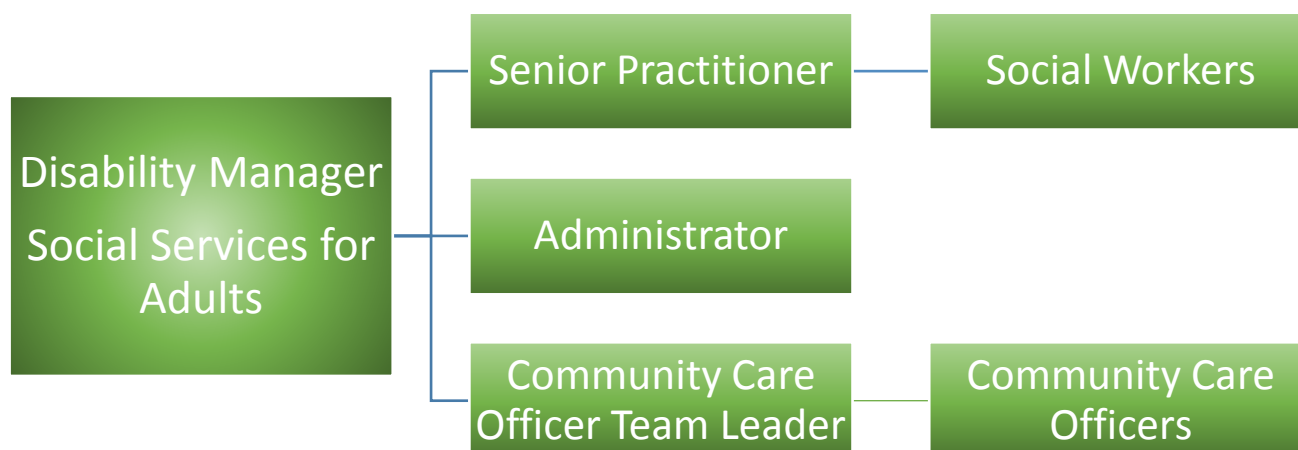 Disability Manager
Social Services for
Adults
Senior Practitioner
Social Workers
Administrator
Community Care
Officer Team Leader
Community Care
Officers